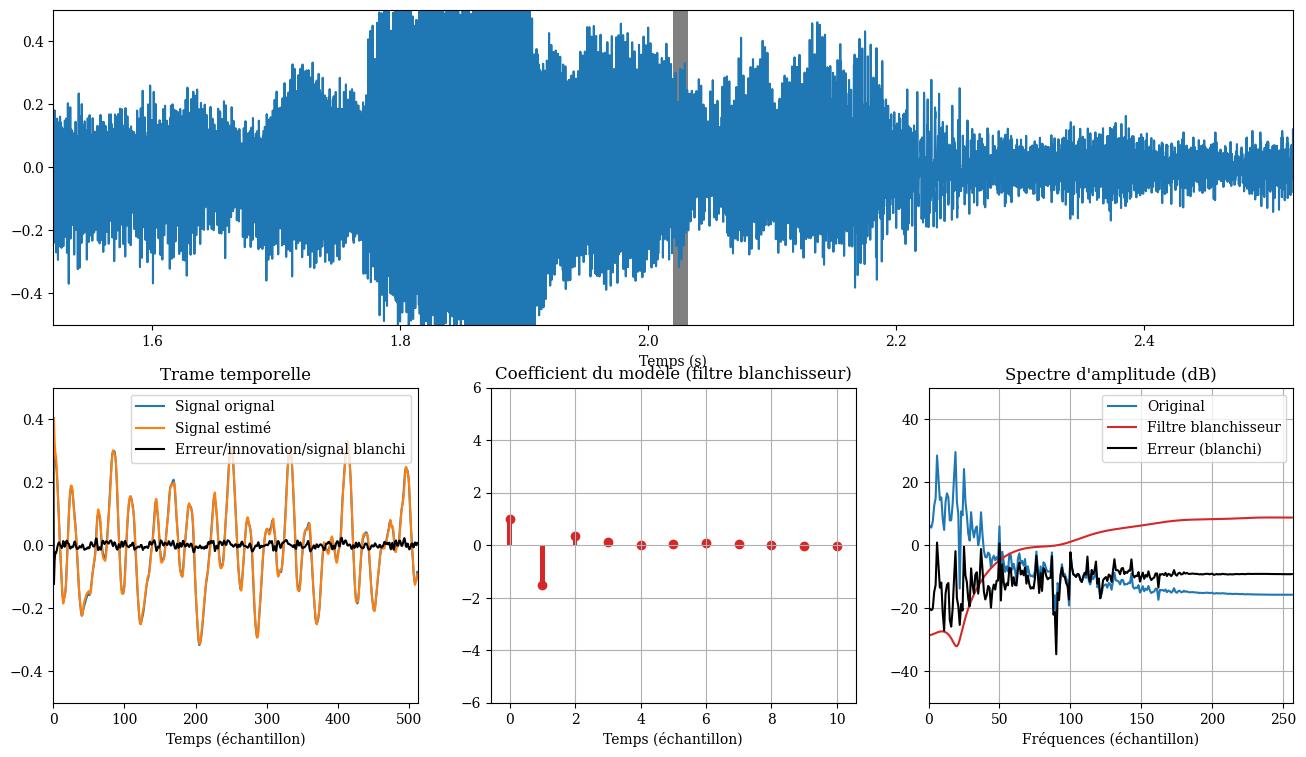 0.4
0.2
0.0
−0.2
−0.4
1.6 1.8 2.0 2.2 2.4
Temps (s)
Trame temporelle
Signal orignal
Signal estimé
Erreur/innovation/signal blanchi
0.4
0.2
0.0
−0.2
−0.4
0 100 200 300 400 500
Temps (échantillon)
Coefficient du modèle (filtre blanchisseur)
6
4
2
0
−2
−4
−6
0 2 4 6 8 10
Temps (échantillon)
Spectre d'amplitude (dB)
Original
Filtre blanchisseur
Erreur (blanchi)
40
20
0
−20
−40
0 50 100 150 200 250
Fréquences (échantillon)